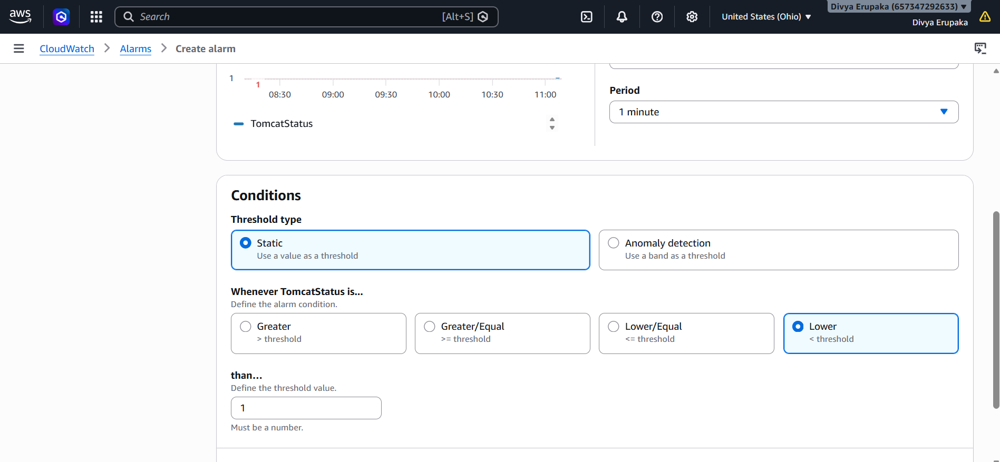 aws
Search
[Alt+S]
United States (Ohio)
Divya Erupaka (657347292633)
Divya Erupaka
CloudWatch
Alarms
Create alarm
1
1
08:30
09:00
09:30
10:00
10:30
11:00
TomcatStatus
Period
1 minute
Conditions
Threshold type
Static
Use a value as a threshold
Anomaly detection
Use a band as a threshold
Whenever TomcatStatus is...
Define the alarm condition.
Greater
> threshold
Greater/Equal
>= threshold
Lower/Equal
<= threshold
Lower
< threshold
than...
Define the threshold value.
1
Must be a number.